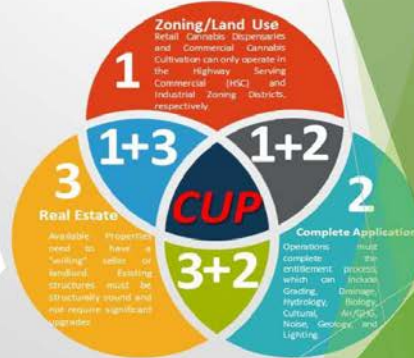 Zoning/Land Use
Retail Cannabis Dispensaries
and Commercial Cannabis
Cultivation can only operate in
the Highway Serving
Commercial (HSC) and
Industrial Zoning Districts,
respectively.
1
1+3
1+2
CUP
3
Real Estate
Available Properties
need to have a
"willing" seller or
landlord. Existing
structures must be
structurally sound and
not require significant
upgrades
3+2
2
Complete Application
Operations must
complete the
entitlement process,
which can include
Grading, Drainage,
Hydrology, Biology,
Cultural, Air/GHG,
Noise, Geology, and
Lighting